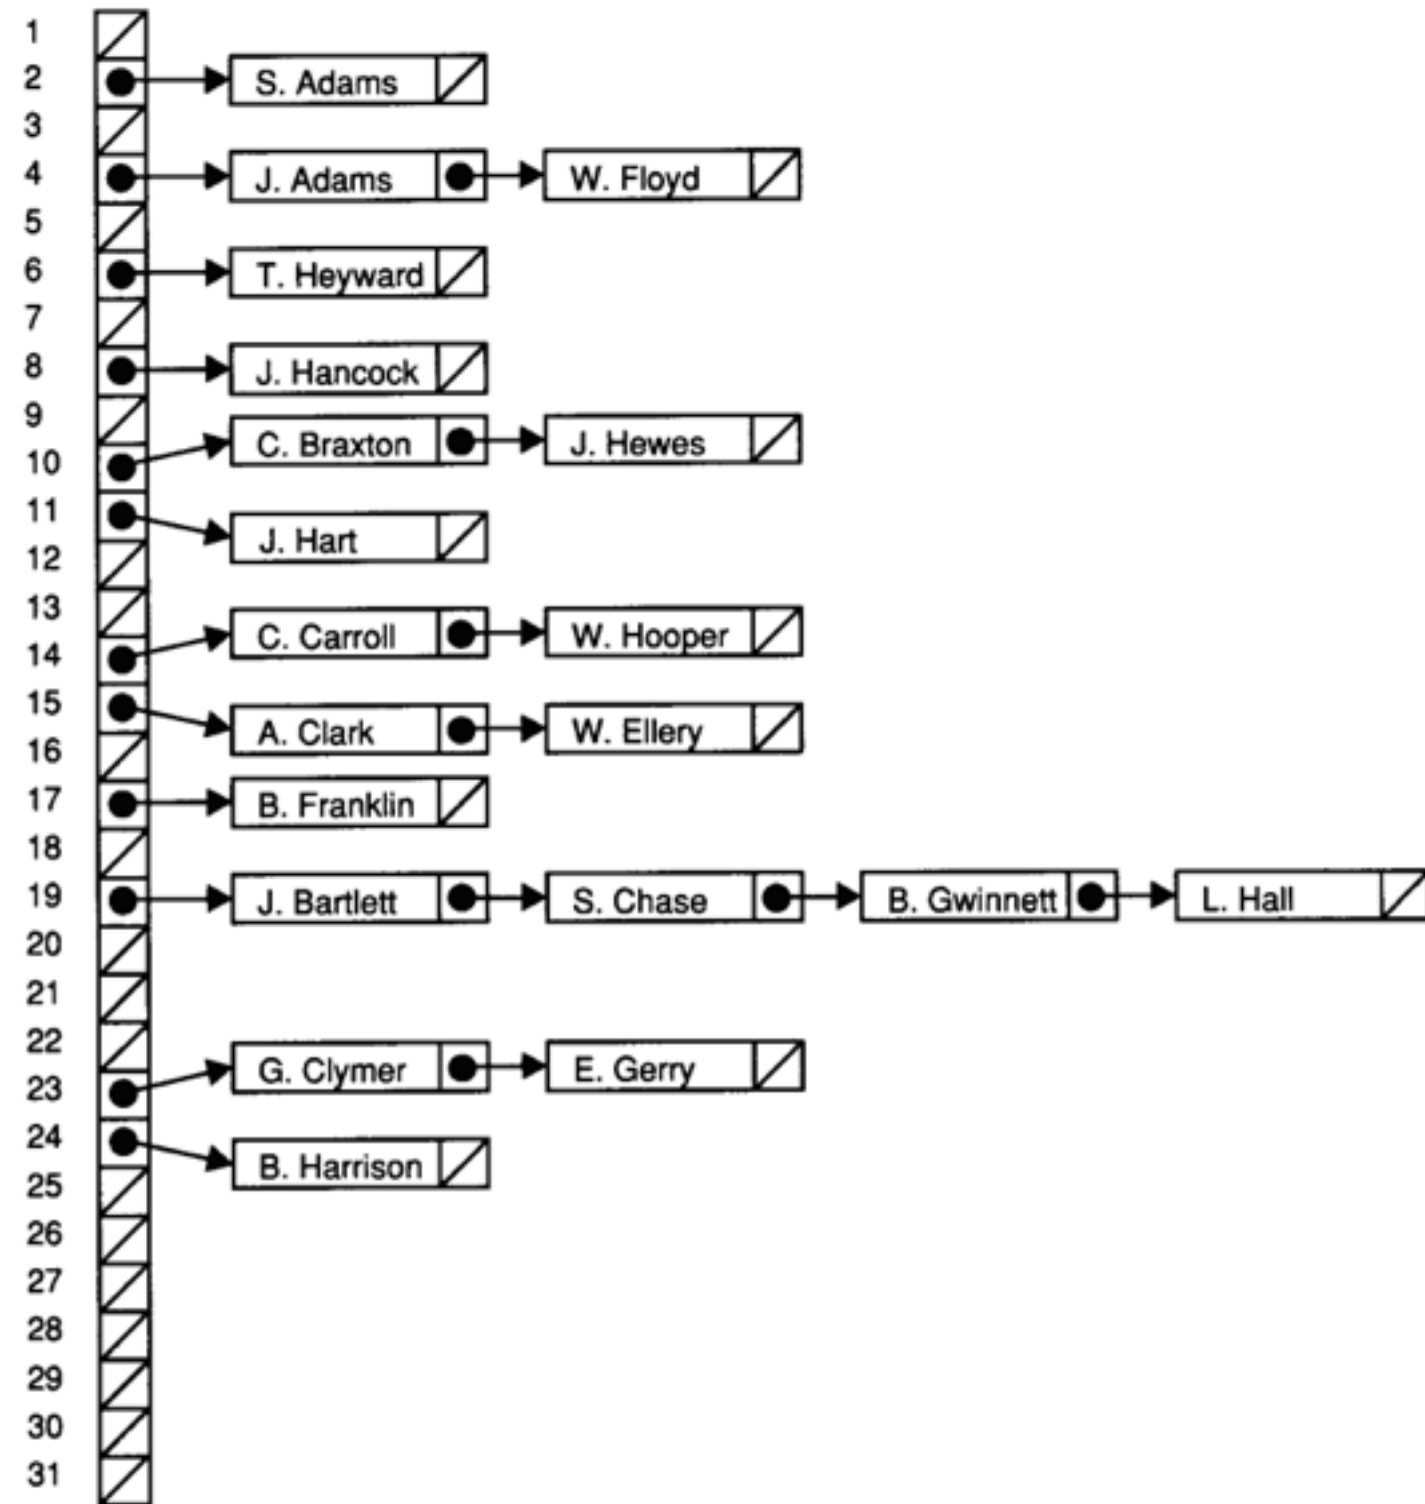 1
2 S. Adams
3
4 J. Adams W. Floyd
5
6 T. Heyward
7
8 J. Hancock
9
10 C. Braxton J. Hewes
11
J. Hart
12
13
14 C. Carroll W. Hooper
15
A. Clark W. Ellery
16
17 B. Franklin
18
19 J. Bartlett S. Chase B. Gwinnett L. Hall
20
21
22
23 G. Clymer E. Gerry
24
B. Harrison
25
26
27
28
29
30
31